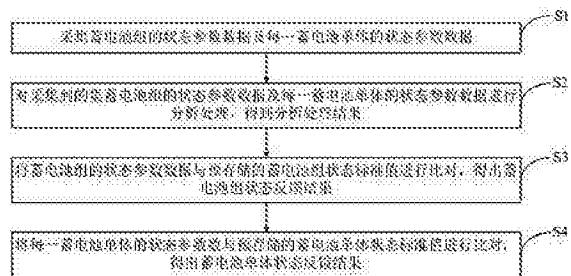 采集蓄电池组的状态参数数据及每一蓄电池单体的状态参数数据
S1
对采集到的集蓄电池组的状态参数数据及每一蓄电池单体的状态参数数据进行
分析处理，得到分析处理结果
S2
将蓄电池组的状态参数数据与预存储的蓄电池组状态标准值进行比对，得出蓄
电池组状态反馈结果
S3
将每一蓄电池单体的状态参数数与预存储的蓄电池单体状态标准值进行比对，
得出蓄电池单体状态反馈结果
S4